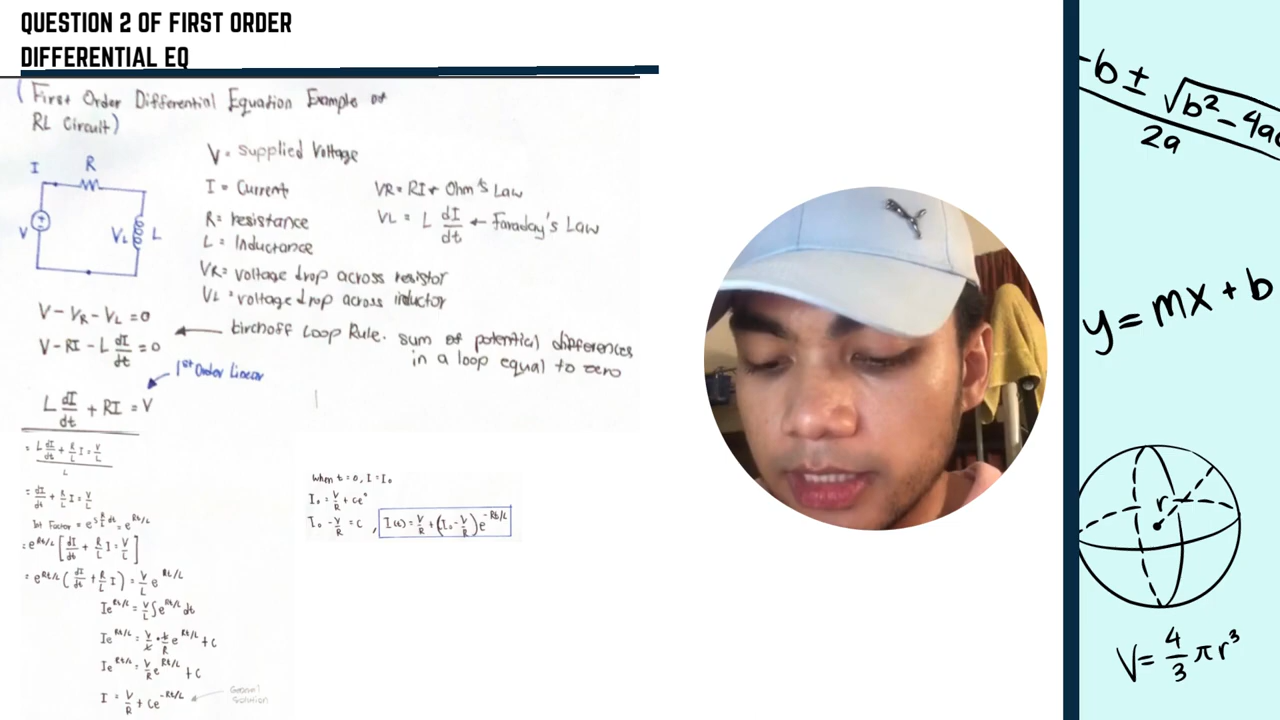 QUESTION 2 OF FIRST ORDER
DIFFERENTIAL EQ
(First Order Differential Equation Example of
RL Circuit)
I R
V VL L
V = Supplied Voltage
I = Current
R = resistance
L = Inductance
VR = voltage drop across resistor
VL = voltage drop across inductor
VR = RI ← Ohm's Law
VL = L dI/dt ← Faraday's Law
V - VR - VL = 0
V - RI - L dI/dt = 0
← Kirchoff Loop Rule. sum of potential differences
in a loop equal to zero
1st Order Linear
L dI/dt + RI = V
= L dI/dt + R/L I = V/L
L
= dI/dt + R/L I = V/L
Int Factor = e^∫R/L dt = e^Rt/L
= e^Rt/L [dI/dt + R/L I = V/L]
= e^Rt/L (dI/dt + R/L I) = V/L e^Rt/L
Ie^Rt/L = V/L ∫e^Rt/L dt
Ie^Rt/L = V/L • L/R e^Rt/L + C
Ie^Rt/L = V/R e^Rt/L + C
I = V/R + Ce^-Rt/L ← General
Solution
When t = 0, I = I₀
I₀ = V/R + Ce⁰
I₀ - V/R = C, I(t) = V/R + (I₀ - V/R) e^-Rt/L
-b ± √b² - 4ac
2a
y = mx + b
r
V = 4/3 πr³